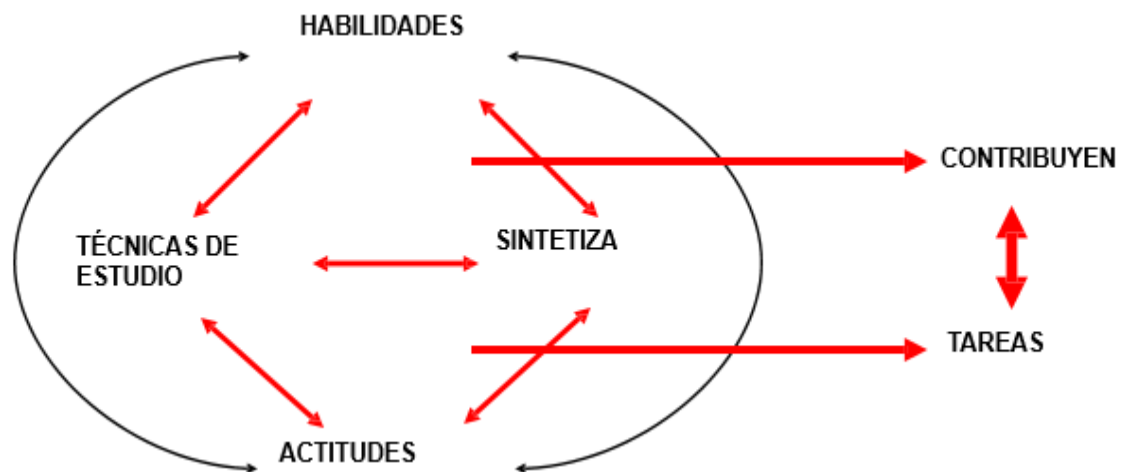 HABILIDADES
CONTRIBUYEN
TÉCNICAS DE
ESTUDIO
SINTETIZA
TAREAS
ACTITUDES